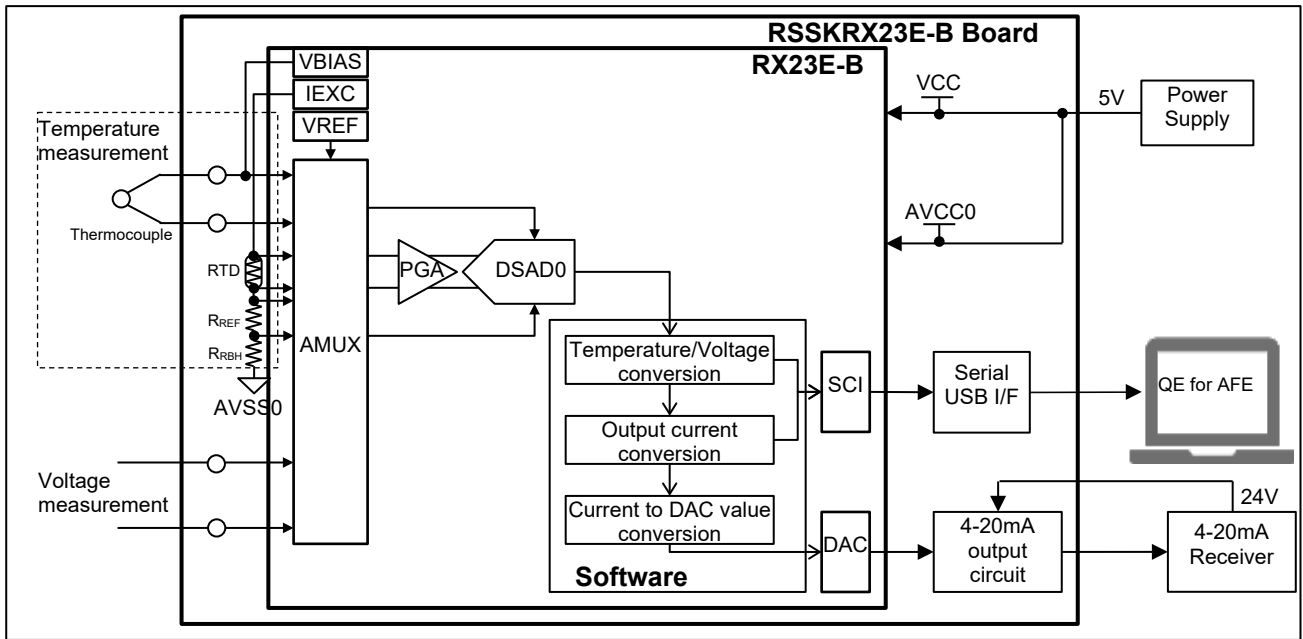 RSSKRX23E-B Board
RX23E-B
VBIAS
IEXC
VREF
Temperature
measurement
Thermocouple
RTD
RREF
RRBH
AVSS0
Voltage
measurement
AMUX
PGA
DSAD0
VCC
AVCC0
5V
Power
Supply
Temperature/Voltage
conversion
Output current
conversion
Current to DAC value
conversion
Software
SCI
DAC
Serial
USB I/F
QE for AFE
4-20mA
output
circuit
24V
4-20mA
Receiver